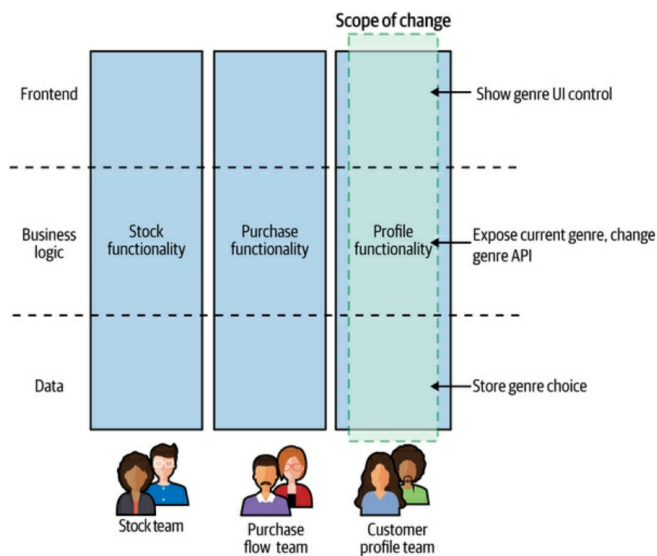 Scope of change
Frontend
Show genre UI control
Business
logic
Stock
functionality
Purchase
functionality
Profile
functionality
Expose current genre, change
genre API
Data
Store genre choice
Stock team
Purchase
flow team
Customer
profile team